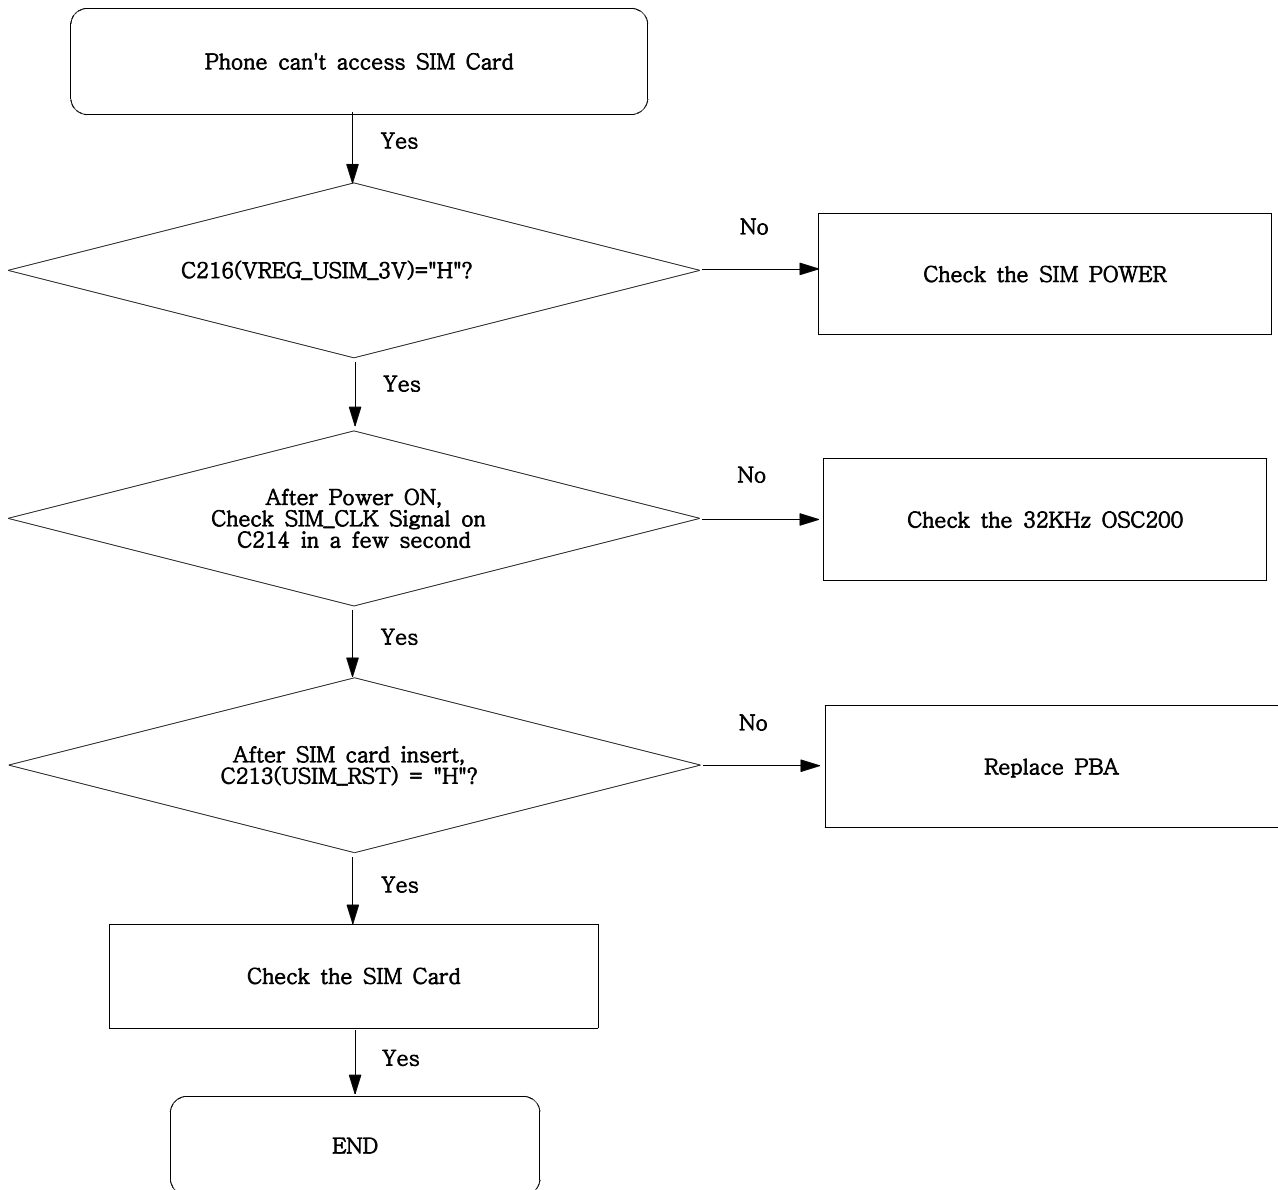 Phone can't access SIM Card
Yes
C216(VREG_USIM_3V)="H"?
No
Check the SIM POWER
Yes
After Power ON,
Check SIM_CLK Signal on
C214 in a few second
No
Check the 32KHz OSC200
Yes
After SIM card insert,
C213(USIM_RST) = "H"?
No
Replace PBA
Yes
Check the SIM Card
Yes
END